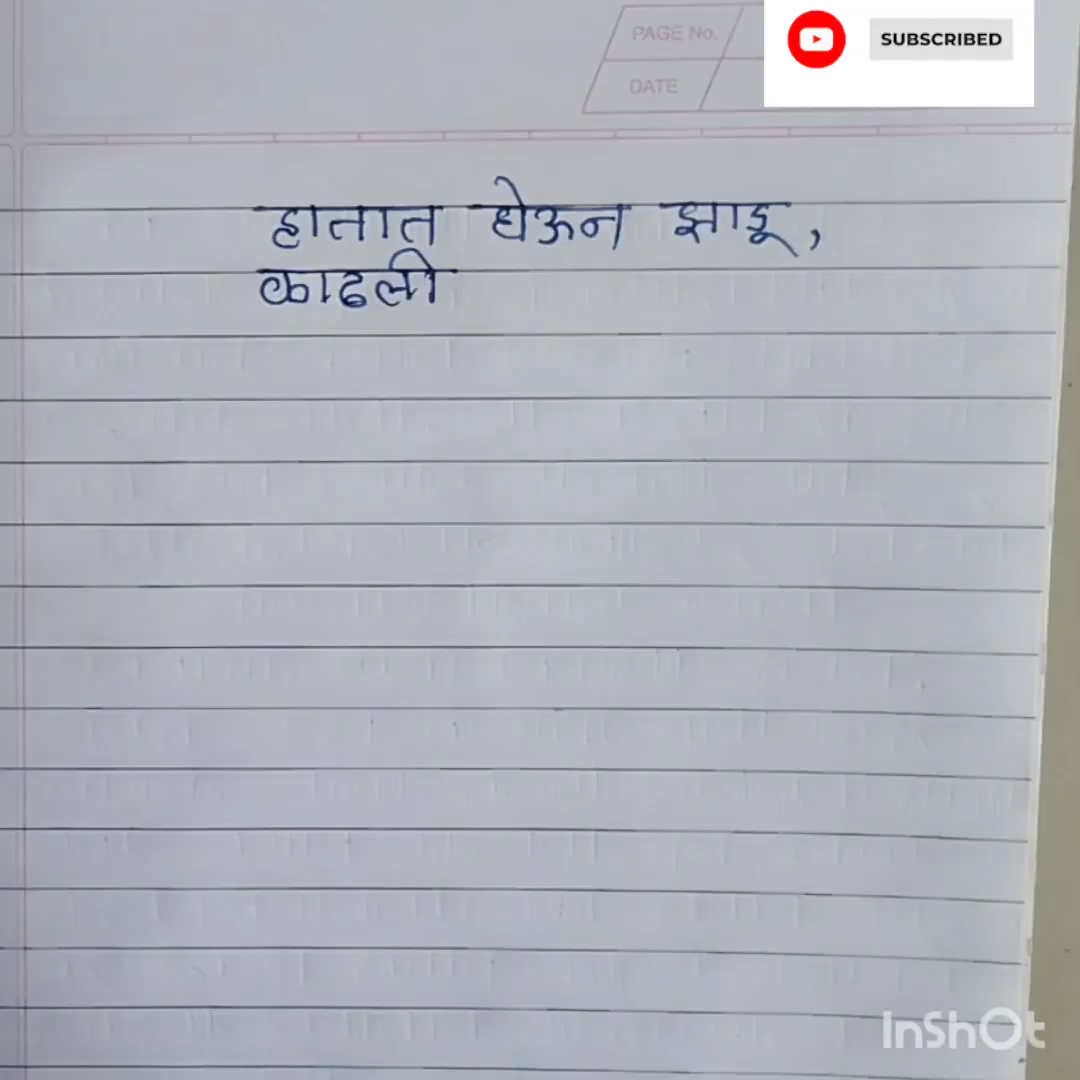 PAGE No.
DATE
SUBSCRIBED
हातात घेऊन झाडू,
काढली
InShOt